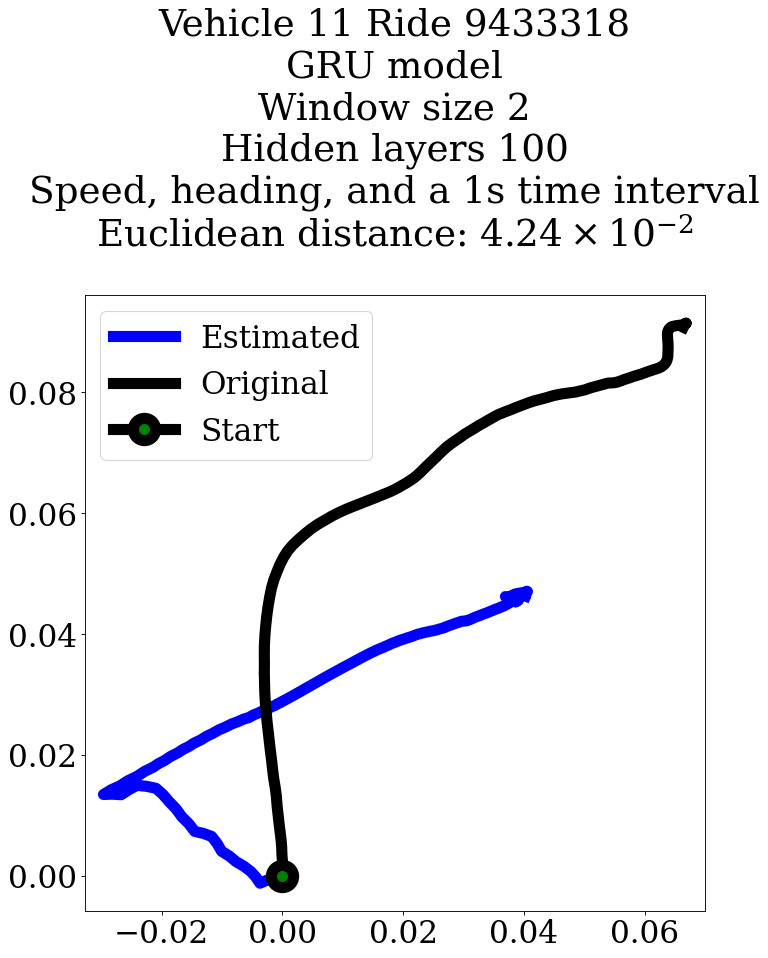 Vehicle 11 Ride 9433318
GRU model
Window size 2
Hidden layers 100
Speed, heading, and a 1s time interval
Euclidean distance: 4.24 × 10⁻²
Estimated
Original
Start
0.08
0.06
0.04
0.02
0.00
−0.02 0.00 0.02 0.04 0.06